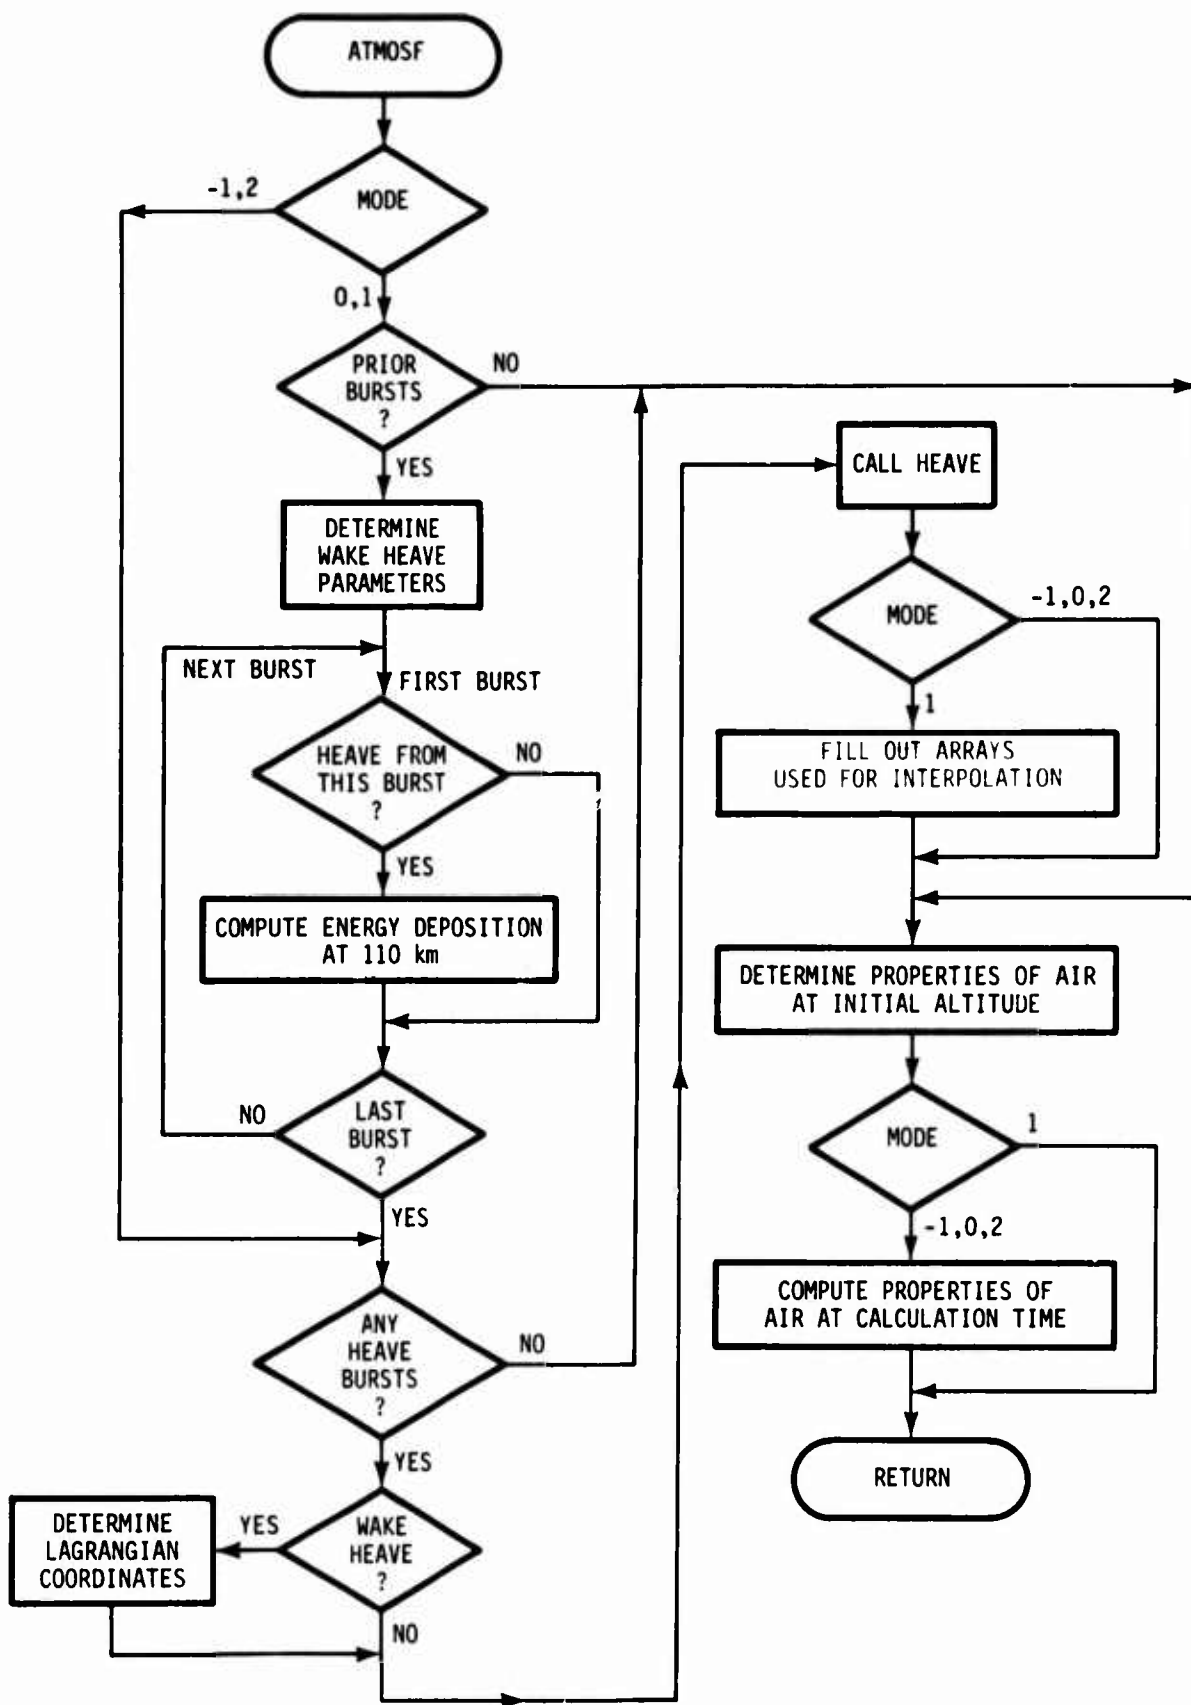 ATMOSF
MODE
-1,2
0,1
PRIOR
BURSTS
?
NO
YES
DETERMINE
WAKE HEAVE
PARAMETERS
NEXT BURST
FIRST BURST
HEAVE FROM
THIS BURST
?
NO
YES
COMPUTE ENERGY DEPOSITION
AT 110 km
LAST
BURST
?
NO
YES
ANY
HEAVE
BURSTS
?
NO
YES
WAKE
HEAVE
?
YES
DETERMINE
LAGRANGIAN
COORDINATES
NO
CALL HEAVE
MODE
-1,0,2
1
FILL OUT ARRAYS
USED FOR INTERPOLATION
DETERMINE PROPERTIES OF AIR
AT INITIAL ALTITUDE
MODE
1
-1,0,2
COMPUTE PROPERTIES OF
AIR AT CALCULATION TIME
RETURN